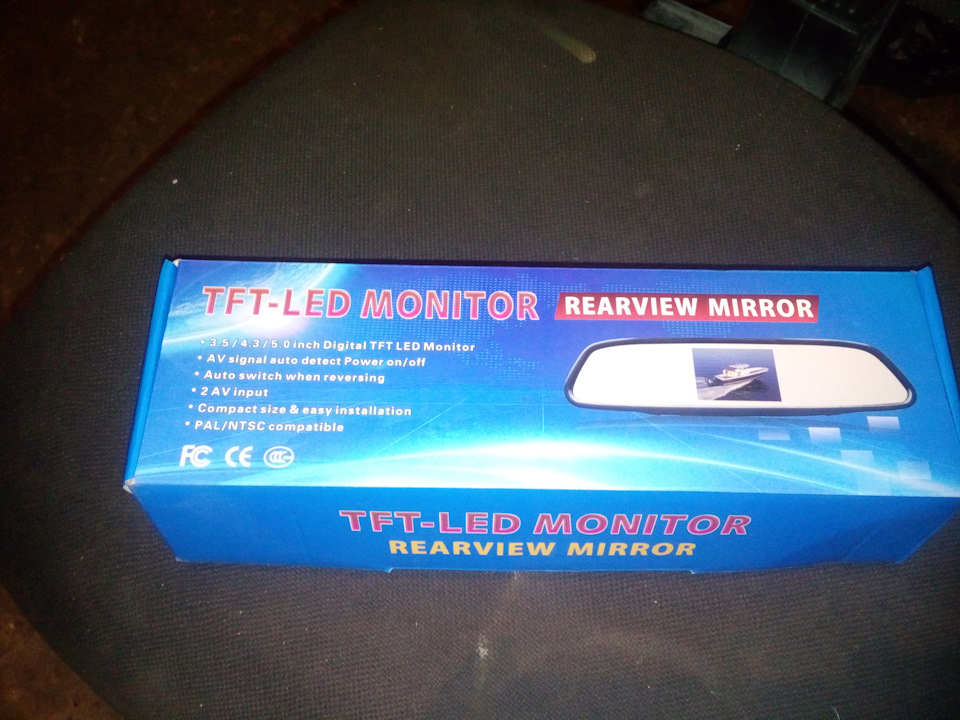 TFT-LED MONITOR REARVIEW MIRROR
• 3.5 / 4.3 / 5.0 inch Digital TFT LED Monitor
• AV signal auto detect Power on/off
• Auto switch when reversing
• 2 AV input
• Compact size & easy installation
• PAL/NTSC compatible
FC CE CCC
TFT-LED MONITOR
REARVIEW MIRROR